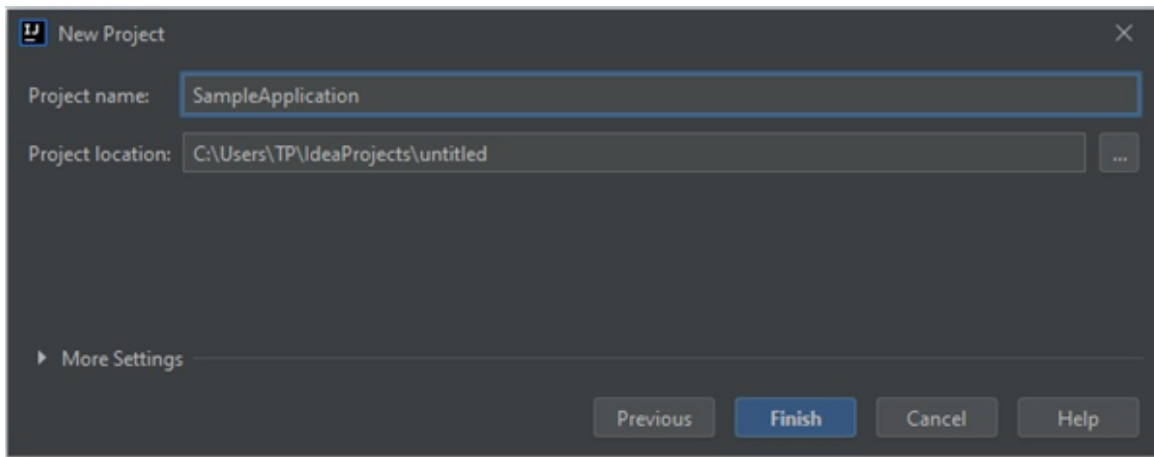 IJ New Project
Project name: SampleApplication
Project location: C:\Users\TP\IdeaProjects\untitled ...
More Settings
Previous Finish Cancel Help